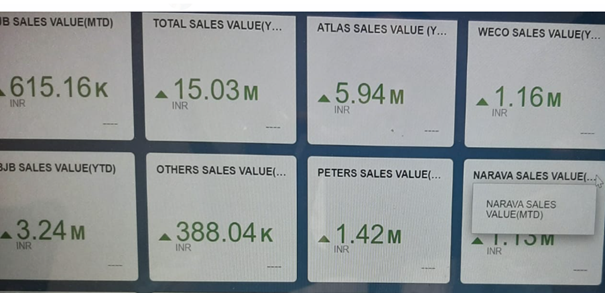 JB SALES VALUE(MTD)
615.16K
INR
TOTAL SALES VALUE(Y...
15.03M
INR
ATLAS SALES VALUE (Y...
5.94M
INR
WECO SALES VALUE(Y...
1.16M
INR
BJB SALES VALUE(YTD)
3.24M
INR
OTHERS SALES VALUE(...
388.04K
INR
PETERS SALES VALUE(...
1.42M
INR
NARAVA SALES VALUE(...
NARAVA SALES
VALUE(MTD)
1.13M
INR